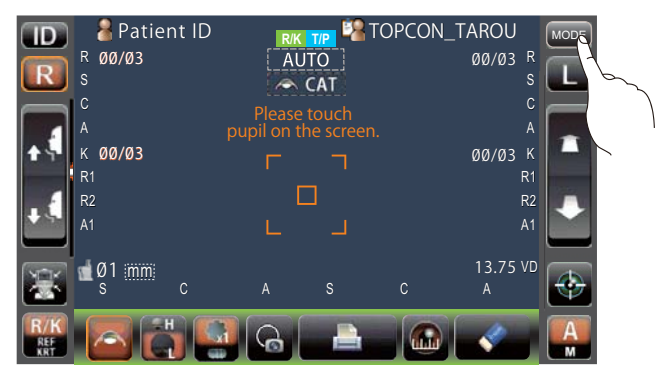 ID Patient ID R/K T/P TOPCON_TAROU MODE
R R 00/03 AUTO 00/03 R L
S CAT S
C C
Please touch
A pupil on the screen. A
K 00/03 00/03 K
R1 R1
R2 R2
A1 A1
Ø1 mm 13.75 VD
S C A S C A
R/K REF KRT H L x1 A M